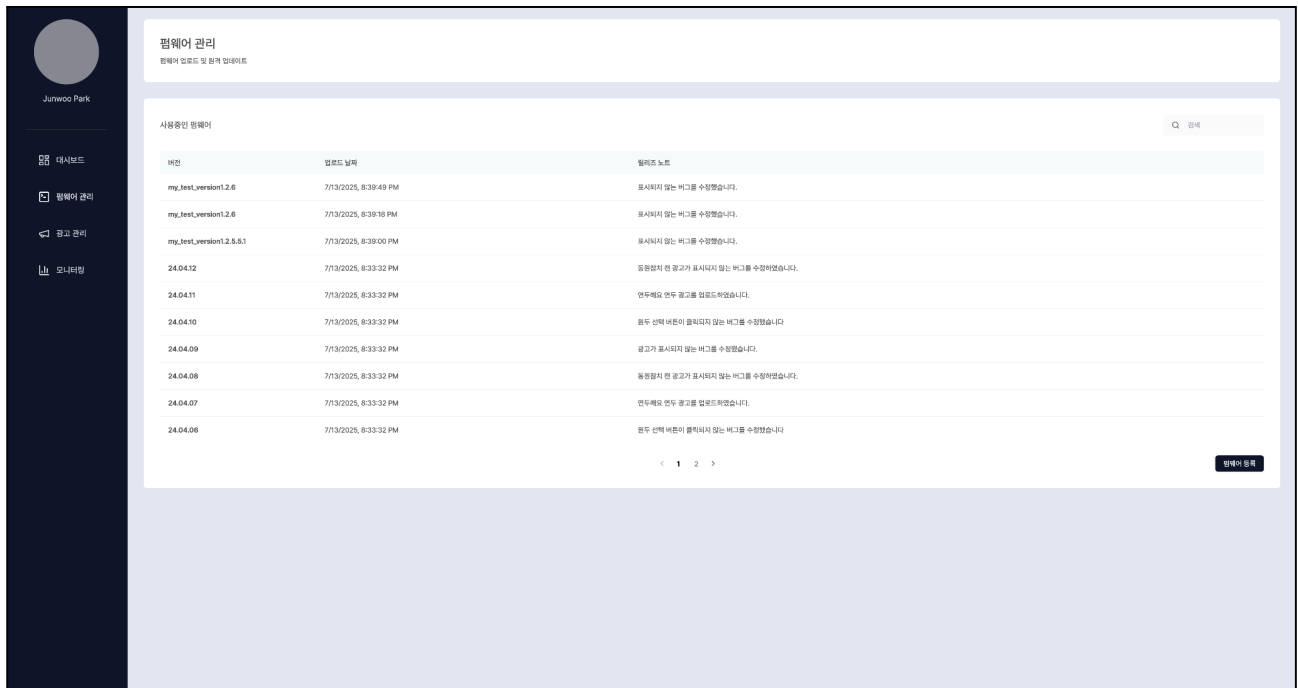 Junwoo Park
대시보드
펌웨어 관리
광고 관리
모니터링
펌웨어 관리
펌웨어 업로드 및 원격 업데이트
사용중인 펌웨어
검색
버전 업로드 날짜 릴리즈 노트
my_test_version1.2.6 7/13/2025, 8:39:49 PM 표시되지 않는 버그를 수정했습니다.
my_test_version1.2.6 7/13/2025, 8:39:18 PM 표시되지 않는 버그를 수정했습니다.
my_test_version1.2.5.5.1 7/13/2025, 8:39:00 PM 표시되지 않는 버그를 수정했습니다.
24.04.12 7/13/2025, 8:33:32 PM 동원참치 캔 광고가 표시되지 않는 버그를 수정하였습니다.
24.04.11 7/13/2025, 8:33:32 PM 연두해요 연두 광고를 업로드하였습니다.
24.04.10 7/13/2025, 8:33:32 PM 원두 선택 버튼이 클릭되지 않는 버그를 수정했습니다
24.04.09 7/13/2025, 8:33:32 PM 광고가 표시되지 않는 버그를 수정했습니다.
24.04.08 7/13/2025, 8:33:32 PM 동원참치 캔 광고가 표시되지 않는 버그를 수정하였습니다.
24.04.07 7/13/2025, 8:33:32 PM 연두해요 연두 광고를 업로드하였습니다.
24.04.06 7/13/2025, 8:33:32 PM 원두 선택 버튼이 클릭되지 않는 버그를 수정했습니다
< 1 2 >
펌웨어 등록